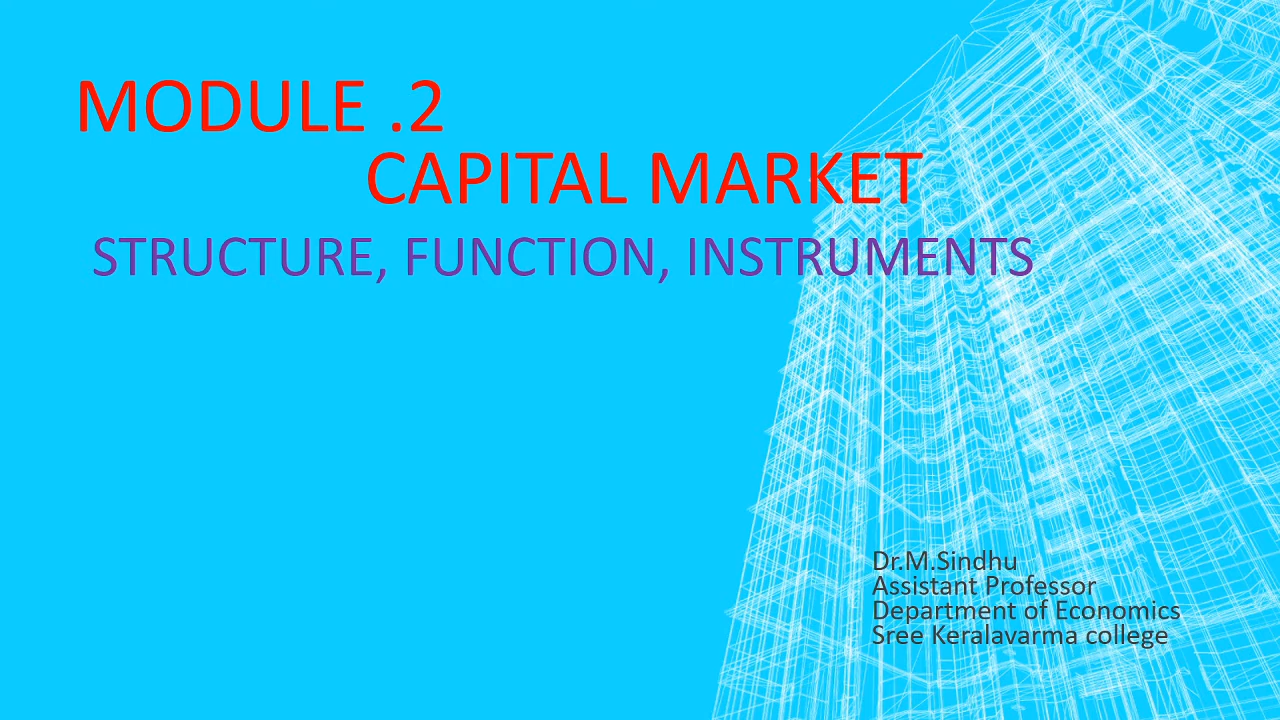 MODULE .2
CAPITAL MARKET
STRUCTURE, FUNCTION, INSTRUMENTS
Dr.M.Sindhu
Assistant Professor
Department of Economics
Sree Keralavarma college